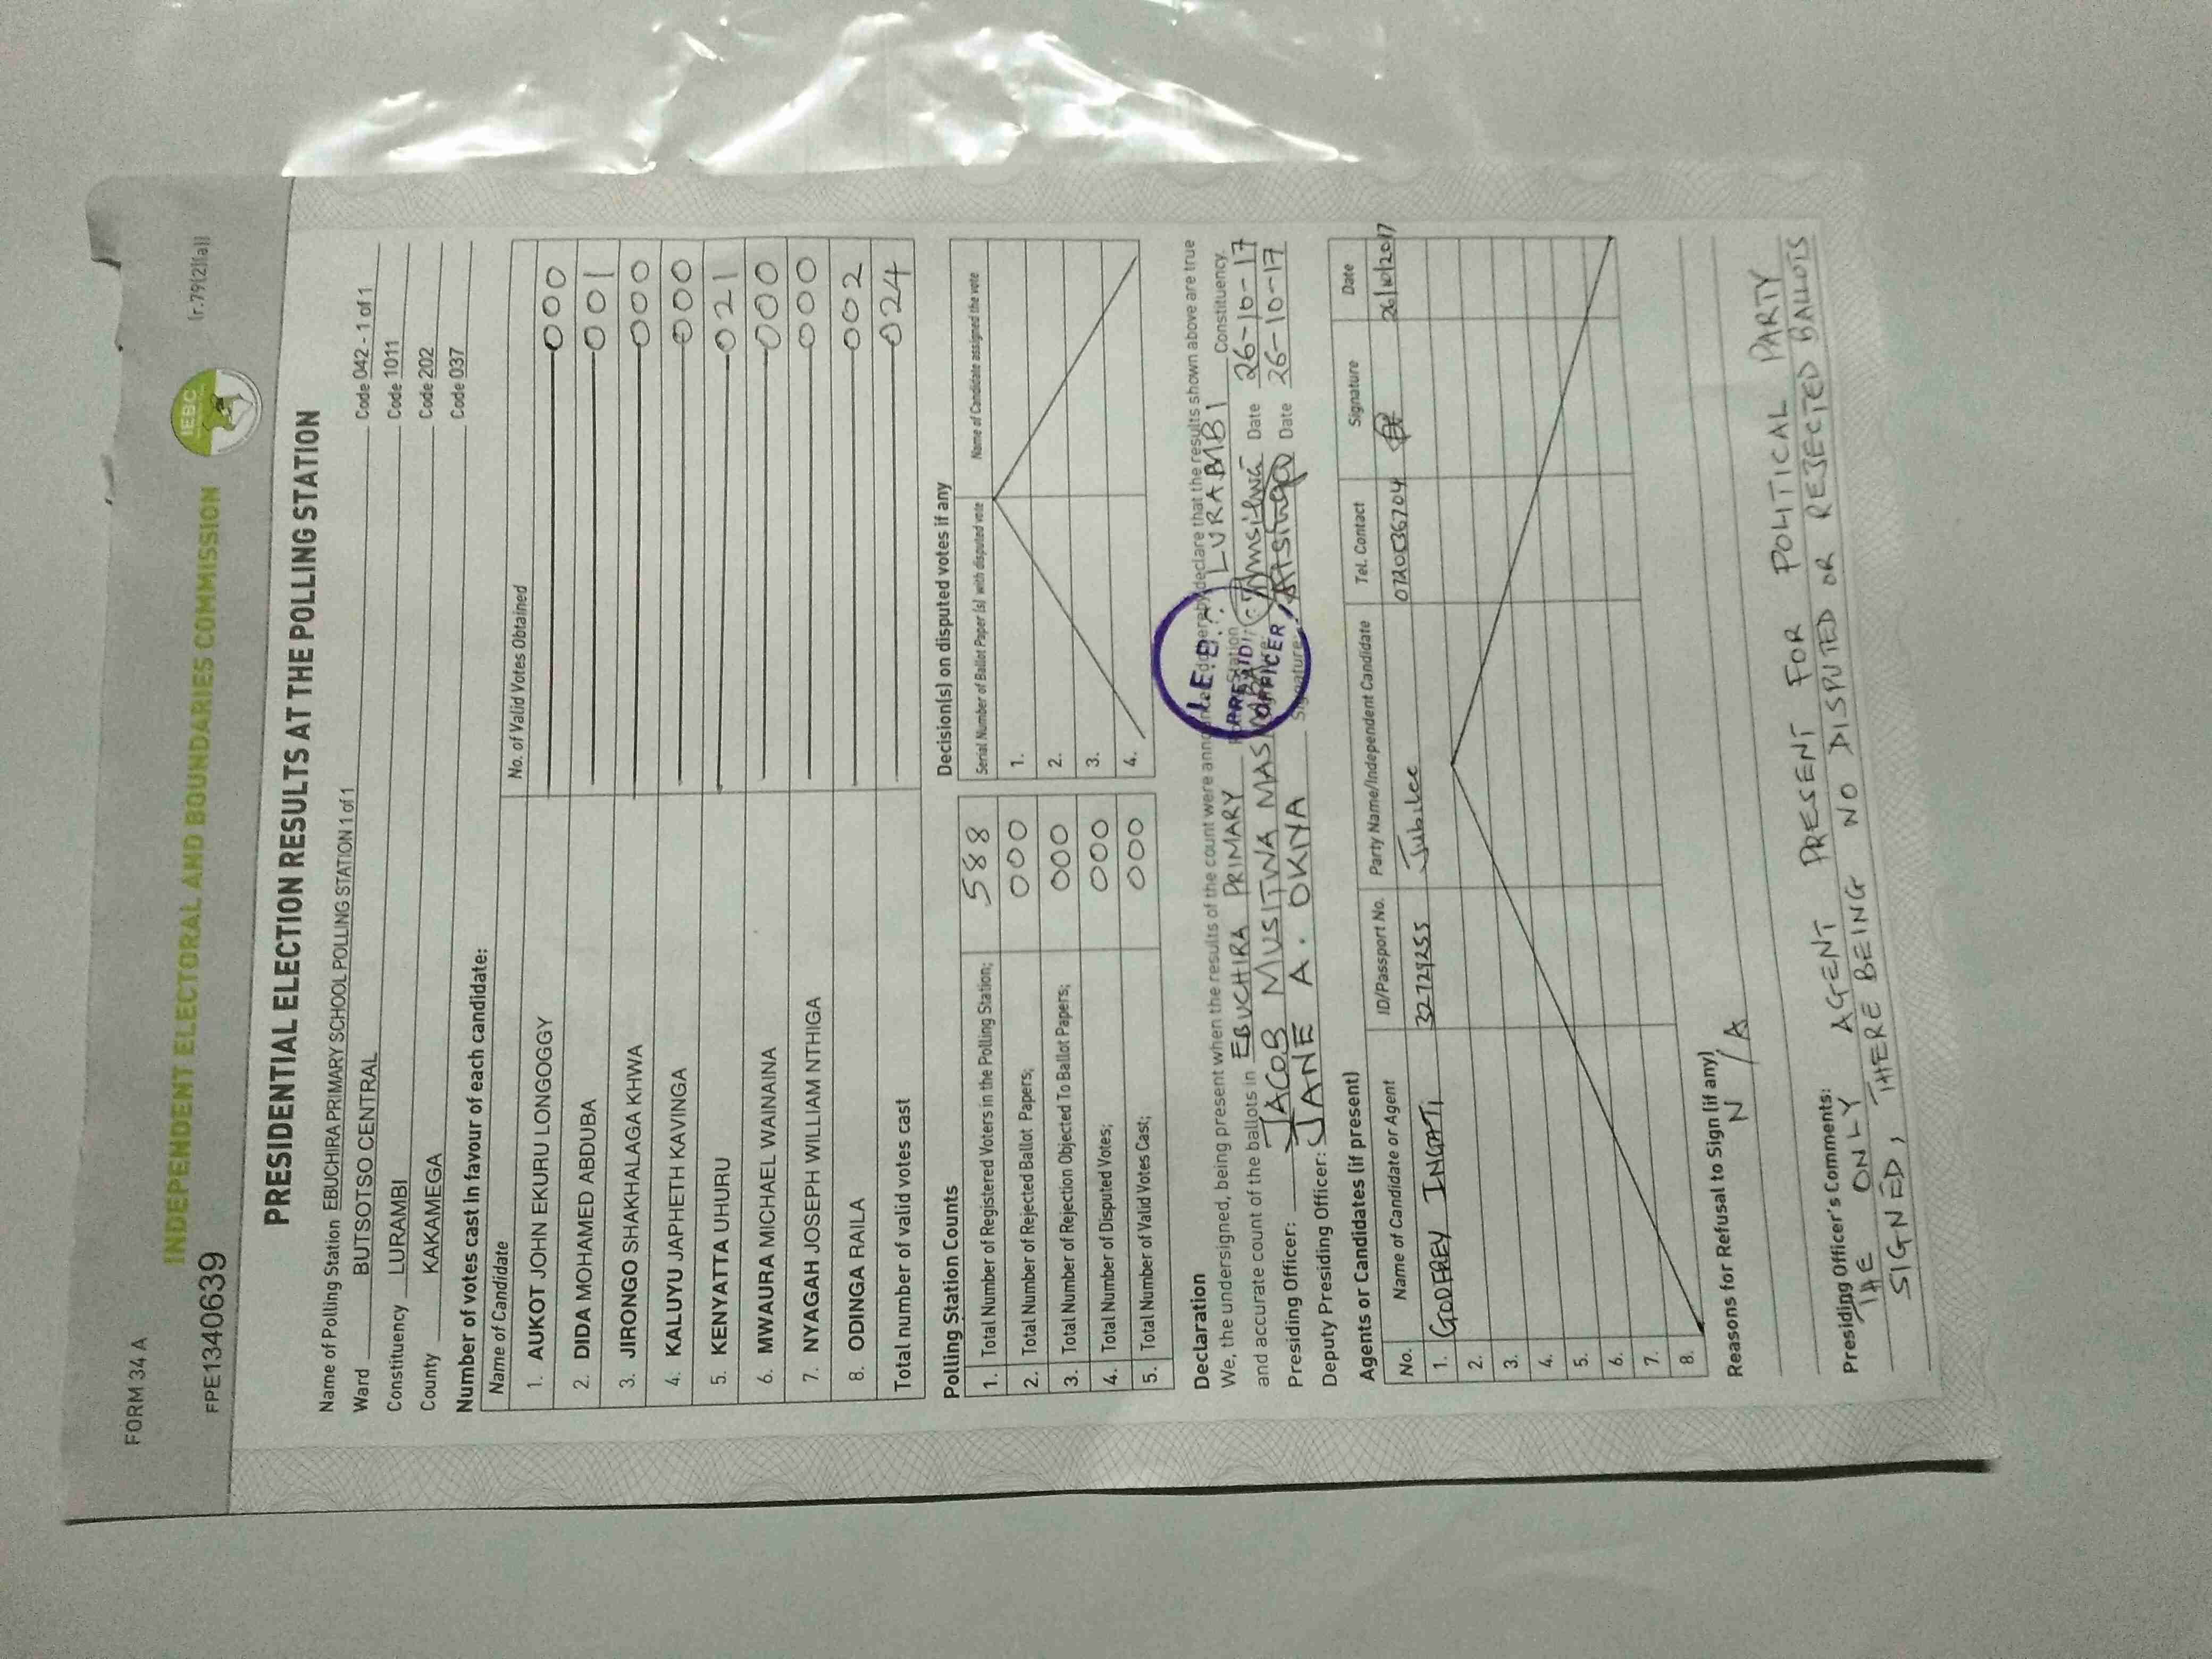 FORM 34 A
(r.79(2)(a))
FPE1340639
INDEPENDENT ELECTORAL AND BOUNDARIES COMMISSION
IEBC
PRESIDENTIAL ELECTION RESULTS AT THE POLLING STATION
Name of Polling Station EBUCHIRA PRIMARY SCHOOL POLLING STATION 1 of 1
Ward BUTSOTSO CENTRAL Code 042 - 1 of 1
Constituency LURAMBI Code 1011
County KAKAMEGA Code 202
Code 037
Number of votes cast in favour of each candidate:
Name of Candidate No. of Valid Votes Obtained
1. AUKOT JOHN EKURU LONGOGGY 000
2. DIDA MOHAMED ABDUBA 001
3. JIRONGO SHAKHALAGA KHWA 000
4. KALUYU JAPHETH KAVINGA 000
5. KENYATTA UHURU 021
6. MWAURA MICHAEL WAINAINA 000
7. NYAGAH JOSEPH WILLIAM NTHIGA 000
8. ODINGA RAILA 002
Total number of valid votes cast 024
Polling Station Counts
1. Total Number of Registered Voters in the Polling Station; 588
2. Total Number of Rejected Ballot Papers; 000
3. Total Number of Rejection Objected To Ballot Papers; 000
4. Total Number of Disputed Votes; 000
5. Total Number of Valid Votes Cast; 000
Decision(s) on disputed votes if any
Serial Number of Ballot Paper (s) with disputed vote Name of Candidate assigned the vote
1.
2.
3.
4.
Declaration
We, the undersigned, being present when the results of the count were announced do hereby declare that the results shown above are true
and accurate count of the ballots in EBUCHIRA PRIMARY Polling Station LURAMBI Constituency.
Presiding Officer: JACOB MUSITWA Date 26-10-17
Deputy Presiding Officer: JANE A. OKIYA Signature: Date 26-10-17
PRESIDING
OFFICER
Agents or Candidates (if present)
No. Name of Candidate or Agent ID/Passport No. Party Name/Independent Candidate Tel. Contact Signature Date
1. GODFREY INGATI 32729255 Jubilee 0720036704 26/10/2017
2.
3.
4.
5.
6.
7.
8.
Reasons for Refusal to Sign (if any)
N/A
Presiding Officer's Comments:
THE ONLY AGENT PRESENT FOR POLITICAL PARTY
SIGNED, THERE BEING NO DISPUTED OR REJECTED BALLOTS